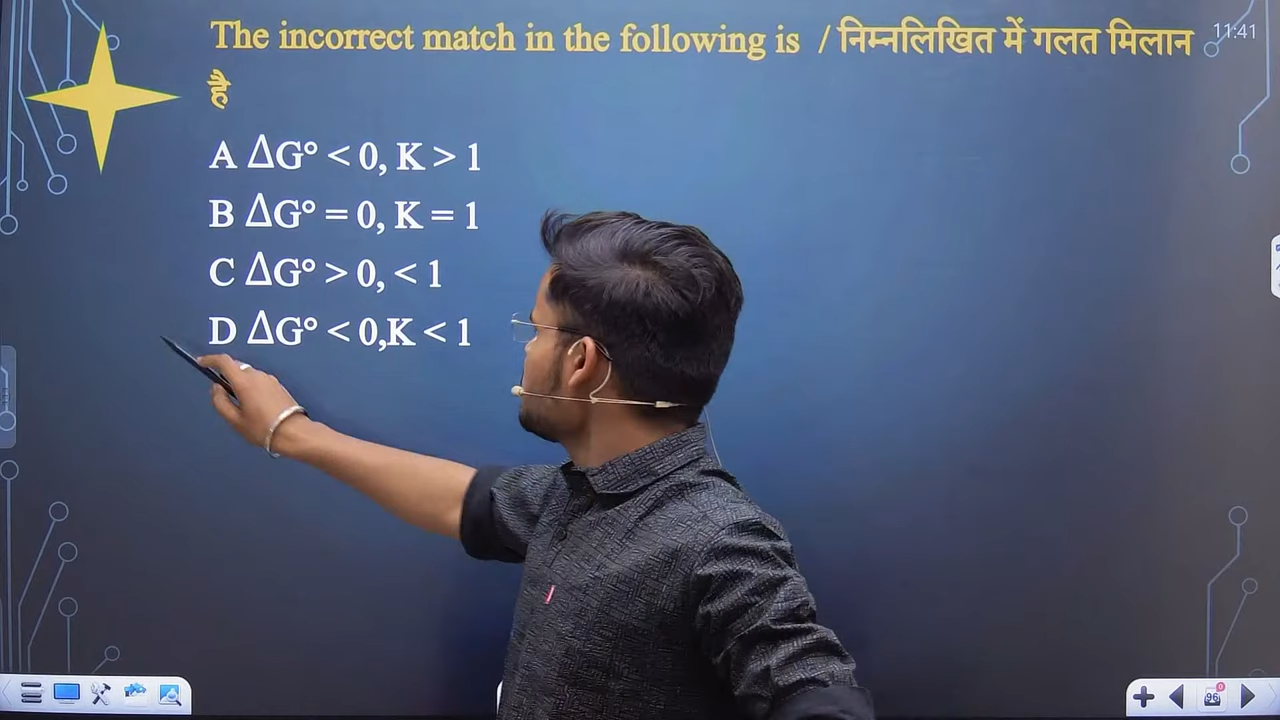 The incorrect match in the following is / निम्नलिखित में गलत मिलान
है
11:41
A ΔG° < 0, K > 1
B ΔG° = 0, K = 1
C ΔG° > 0, < 1
D ΔG° < 0,K < 1
96